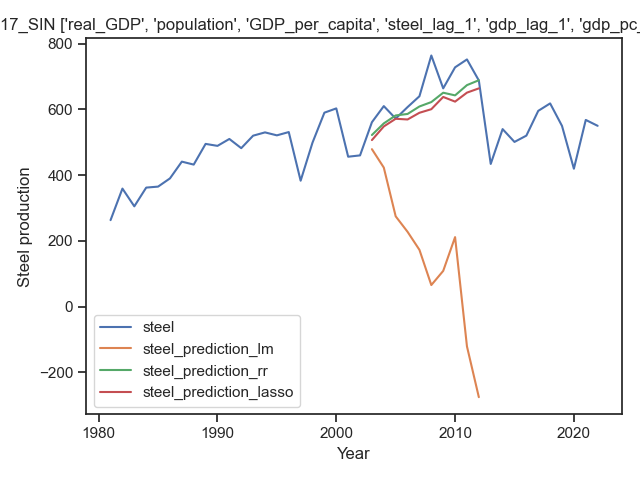 17_SIN ['real_GDP', 'population', 'GDP_per_capita', 'steel_lag_1', 'gdp_lag_1', 'gdp_pc_
800
600
400
200
0
−200
Steel production
steel
steel_prediction_lm
steel_prediction_rr
steel_prediction_lasso
1980
1990
2000
2010
2020
Year